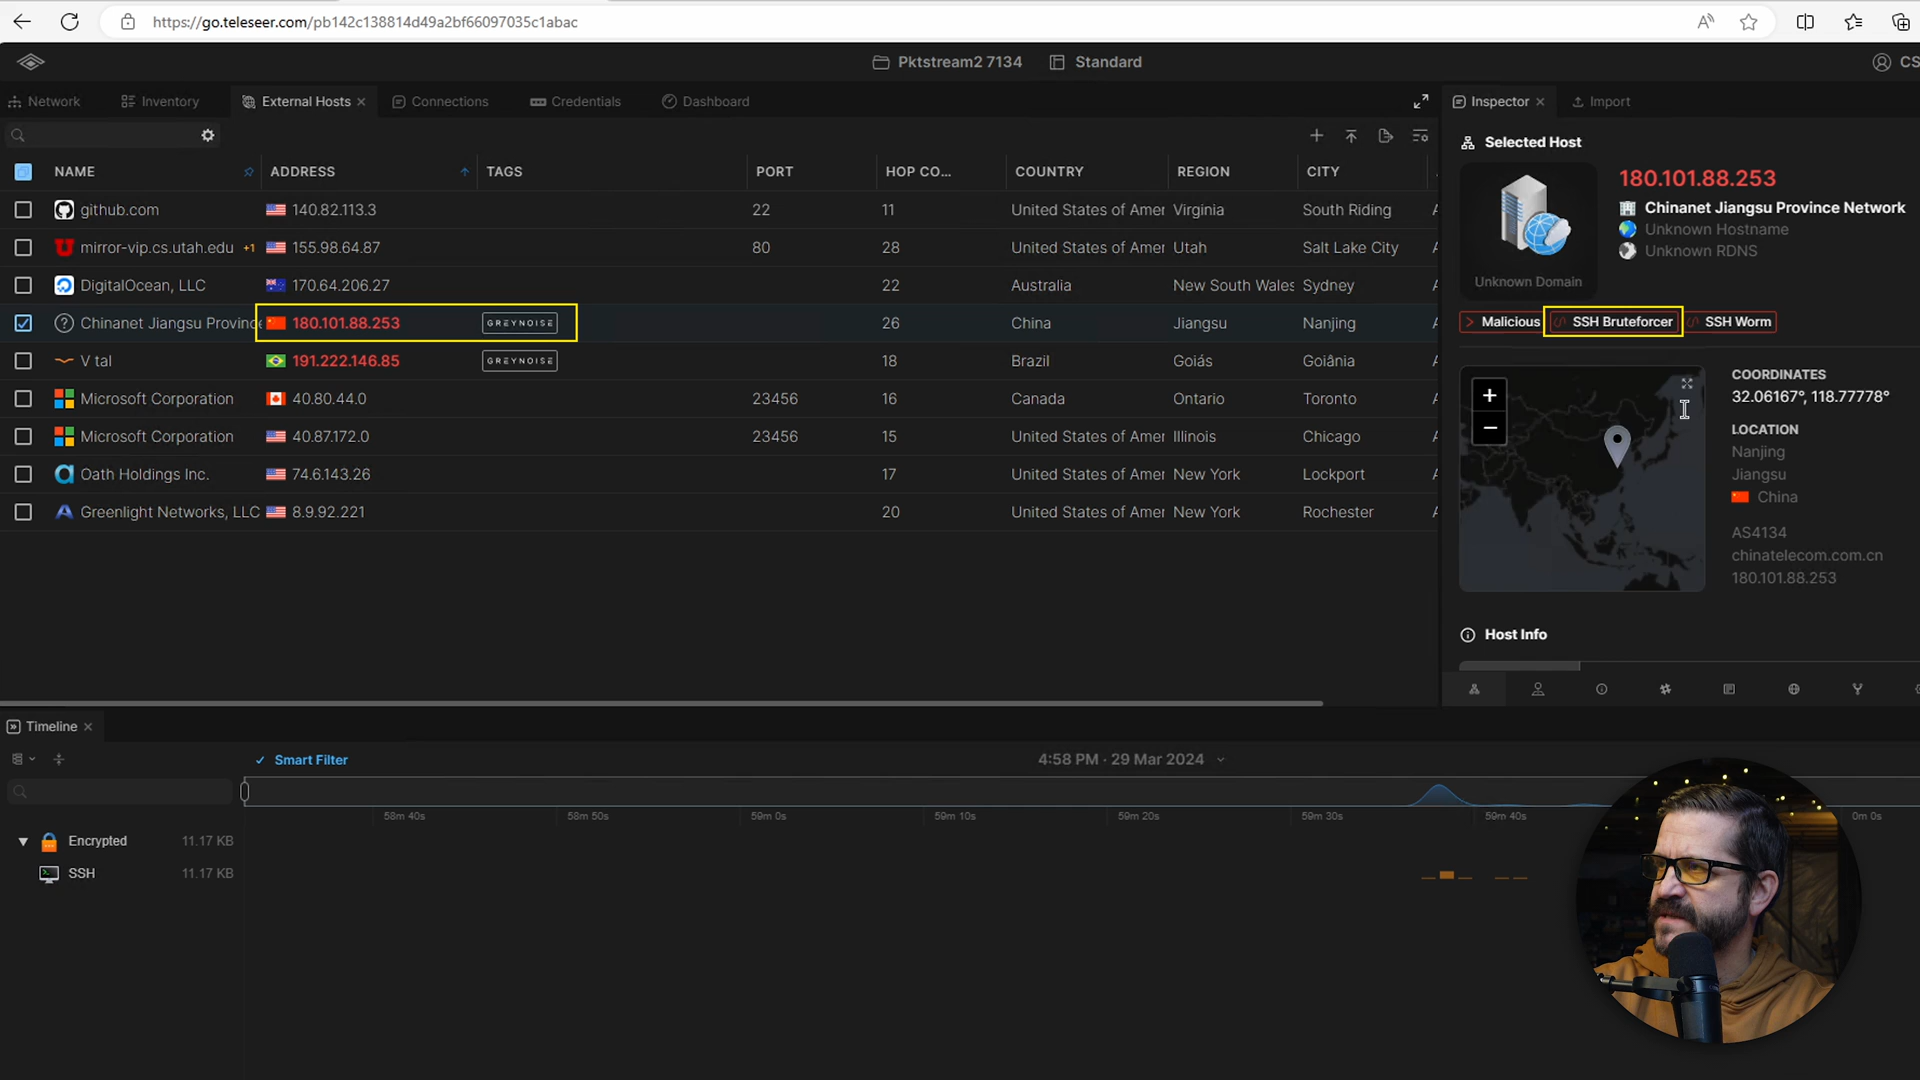 https://go.teleseer.com/pb142c138814d49a2bf66097035c1abac
Pktstream2 7134 Standard CS
Network Inventory External Hosts Connections Credentials Dashboard
NAME ADDRESS TAGS PORT HOP CO... COUNTRY REGION CITY
github.com 140.82.113.3 22 11 United States of Amer Virginia South Riding
mirror-vip.cs.utah.edu +1 155.98.64.87 80 28 United States of Amer Utah Salt Lake City
DigitalOcean, LLC 170.64.206.27 22 Australia New South Wales Sydney
Chinanet Jiangsu Province 180.101.88.253 GREYNOISE 26 China Jiangsu Nanjing
V tal 191.222.146.85 GREYNOISE 18 Brazil Goiás Goiânia
Microsoft Corporation 40.80.44.0 23456 16 Canada Ontario Toronto
Microsoft Corporation 40.87.172.0 23456 15 United States of Amer Illinois Chicago
Oath Holdings Inc. 74.6.143.26 17 United States of Amer New York Lockport
Greenlight Networks, LLC 8.9.92.221 20 United States of Amer New York Rochester
Inspector Import
Selected Host
180.101.88.253
Chinanet Jiangsu Province Network
Unknown Hostname
Unknown RDNS
Unknown Domain
Malicious SSH Bruteforcer SSH Worm
COORDINATES
32.06167°, 118.77778°
LOCATION
Nanjing
Jiangsu
China
AS4134
chinatelecom.com.cn
180.101.88.253
Host Info
Timeline
Smart Filter 4:58 PM · 29 Mar 2024
58m 40s 58m 50s 59m 0s 59m 10s 59m 20s 59m 30s 59m 40s 0m 0s
Encrypted 11.17 KB
SSH 11.17 KB